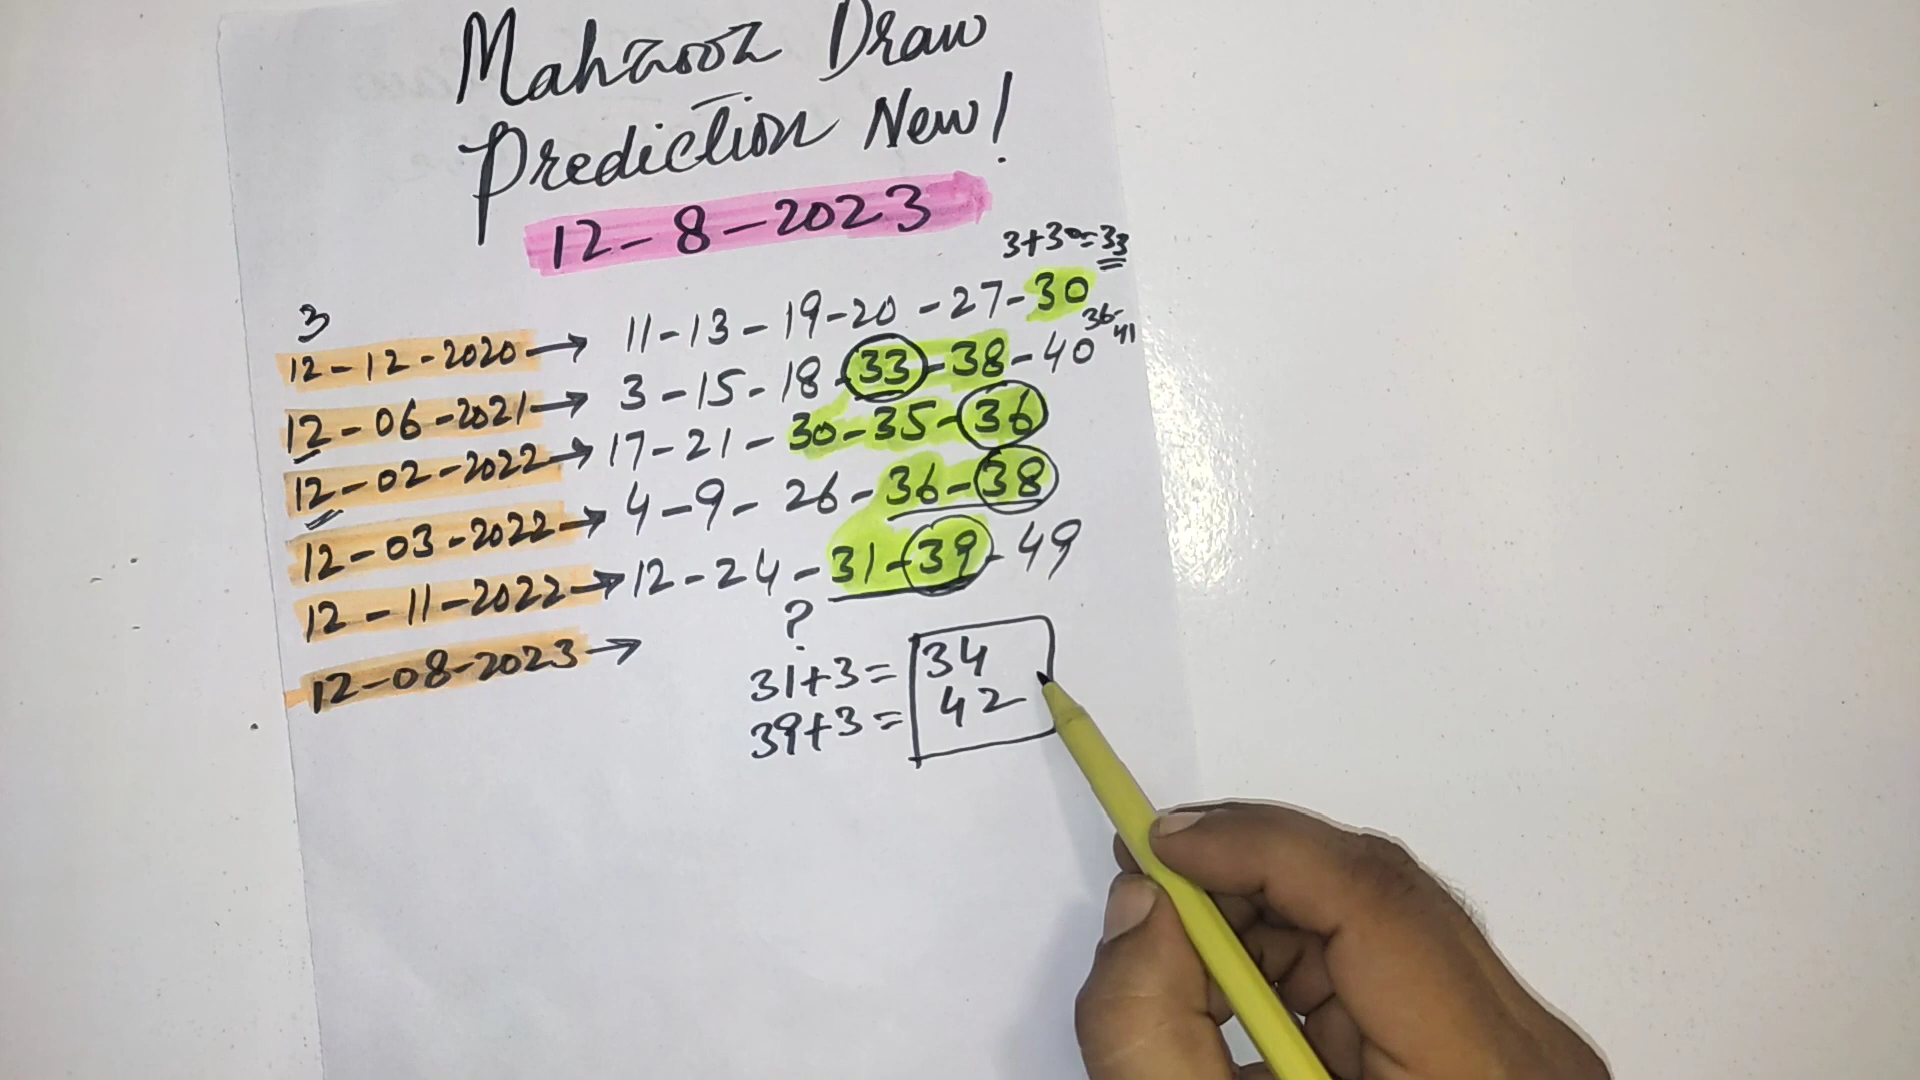 Mahzooz Draw
Prediction New!
12-8-2023
3+30=33
3
12-12-2020 → 11-13-19-20-27-30
36-41
12-06-2021 → 3-15-18-33-38-40
12-02-2022 → 17-21-30-35-36
12-03-2022 → 4-9-26-36-38
12-11-2022 → 12-24-31-39-49
?
12-08-2023 →
31+3=34
39+3=42